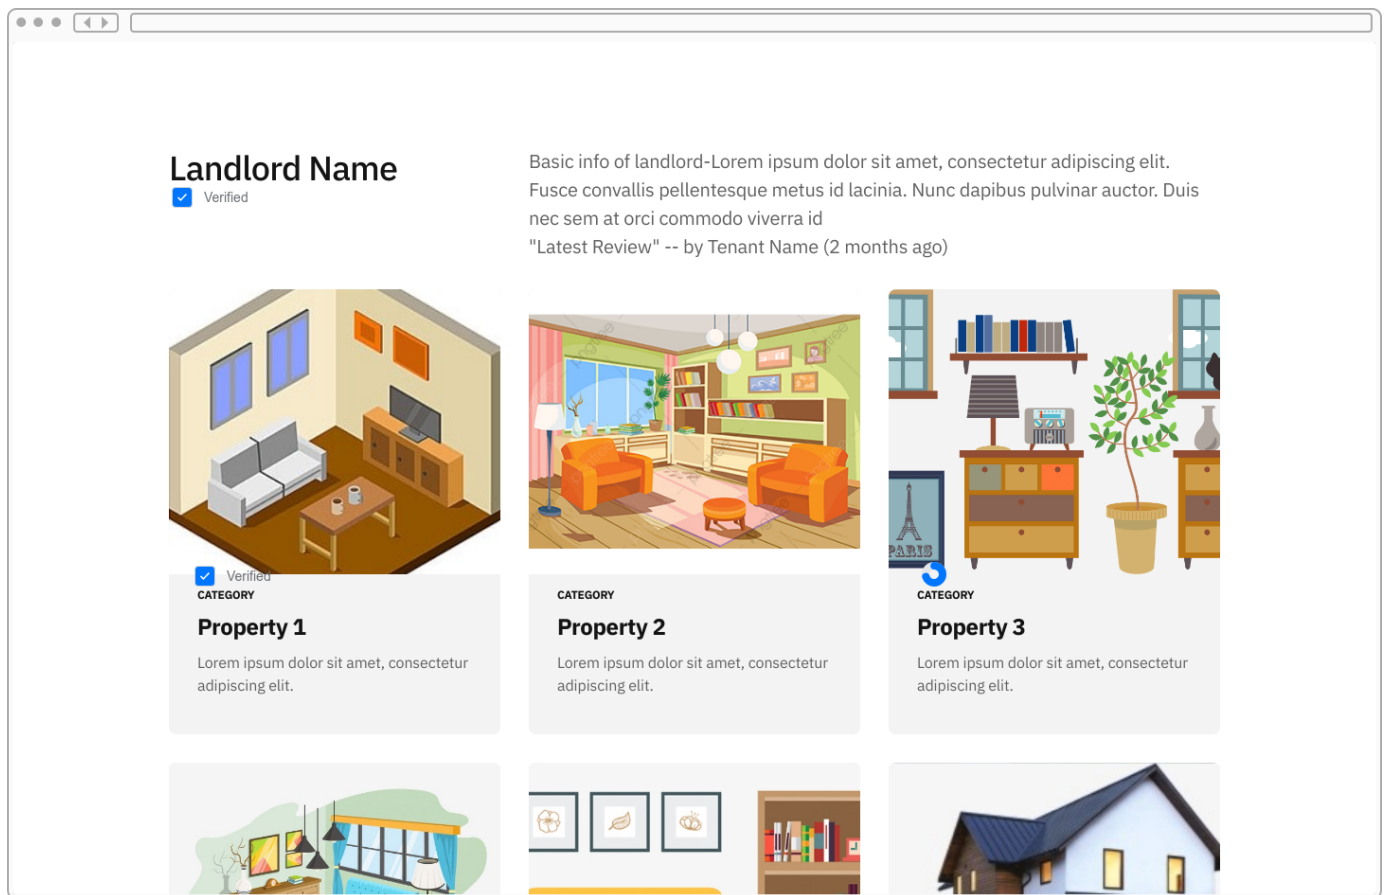 Landlord Name
Verified
Basic info of landlord-Lorem ipsum dolor sit amet, consectetur adipiscing elit.
Fusce convallis pellentesque metus id lacinia. Nunc dapibus pulvinar auctor. Duis
nec sem at orci commodo viverra id
"Latest Review" -- by Tenant Name (2 months ago)
pngtree
PARIS
Verified
CATEGORY
Property 1
Lorem ipsum dolor sit amet, consectetur
adipiscing elit.
CATEGORY
Property 2
Lorem ipsum dolor sit amet, consectetur
adipiscing elit.
CATEGORY
Property 3
Lorem ipsum dolor sit amet, consectetur
adipiscing elit.